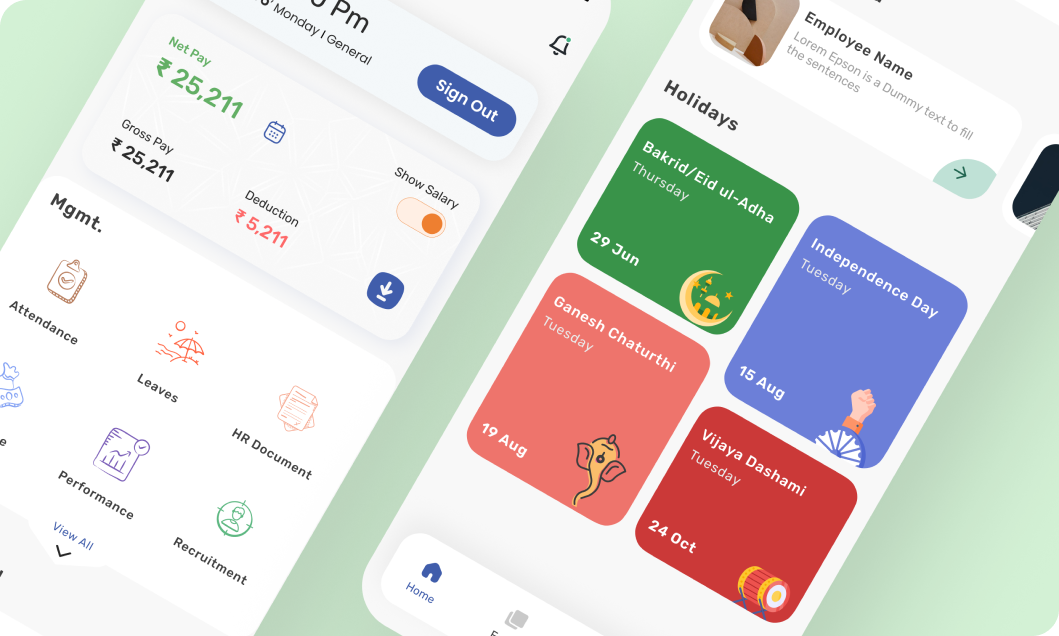 Monday I General
Sign Out
Net Pay
₹ 25,211
Gross Pay
₹ 25,211
Deduction
₹ 5,211
Show Salary
Mgmt.
Attendance
Leaves
HR Document
Performance
Recruitment
View All
Employee Name
Lorem Epson is a Dummy text to fill
the sentences
Holidays
Bakrid/Eid ul-Adha
Thursday
29 Jun
Independence Day
Tuesday
15 Aug
Ganesh Chaturthi
Tuesday
19 Aug
Vijaya Dashami
Tuesday
24 Oct
Home